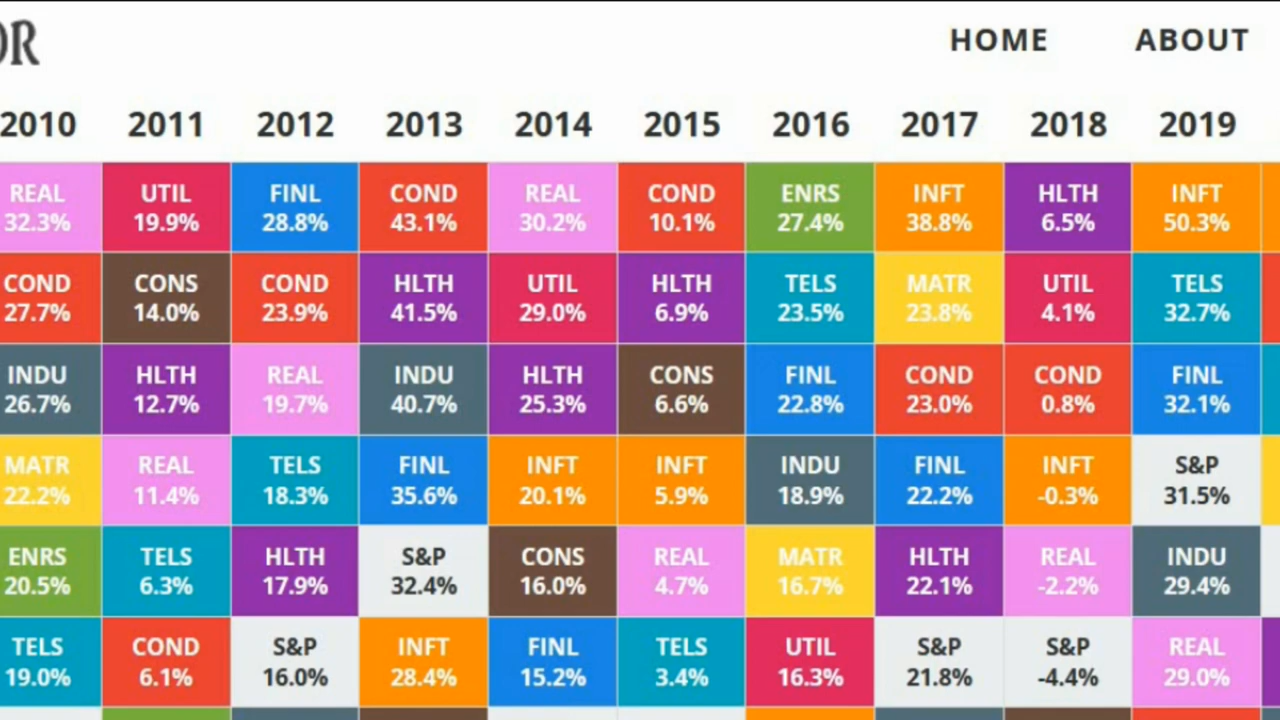 OR
HOME ABOUT
2010 2011 2012 2013 2014 2015 2016 2017 2018 2019
REAL UTIL FINL COND REAL COND ENRS INFT HLTH INFT
32.3% 19.9% 28.8% 43.1% 30.2% 10.1% 27.4% 38.8% 6.5% 50.3%
COND CONS COND HLTH UTIL HLTH TELS MATR UTIL TELS
27.7% 14.0% 23.9% 41.5% 29.0% 6.9% 23.5% 23.8% 4.1% 32.7%
INDU HLTH REAL INDU HLTH CONS FINL COND COND FINL
26.7% 12.7% 19.7% 40.7% 25.3% 6.6% 22.8% 23.0% 0.8% 32.1%
MATR REAL TELS FINL INFT INFT INDU FINL INFT S&P
22.2% 11.4% 18.3% 35.6% 20.1% 5.9% 18.9% 22.2% -0.3% 31.5%
ENRS TELS HLTH S&P CONS REAL MATR HLTH REAL INDU
20.5% 6.3% 17.9% 32.4% 16.0% 4.7% 16.7% 22.1% -2.2% 29.4%
TELS COND S&P INFT FINL TELS UTIL S&P S&P REAL
19.0% 6.1% 16.0% 28.4% 15.2% 3.4% 16.3% 21.8% -4.4% 29.0%